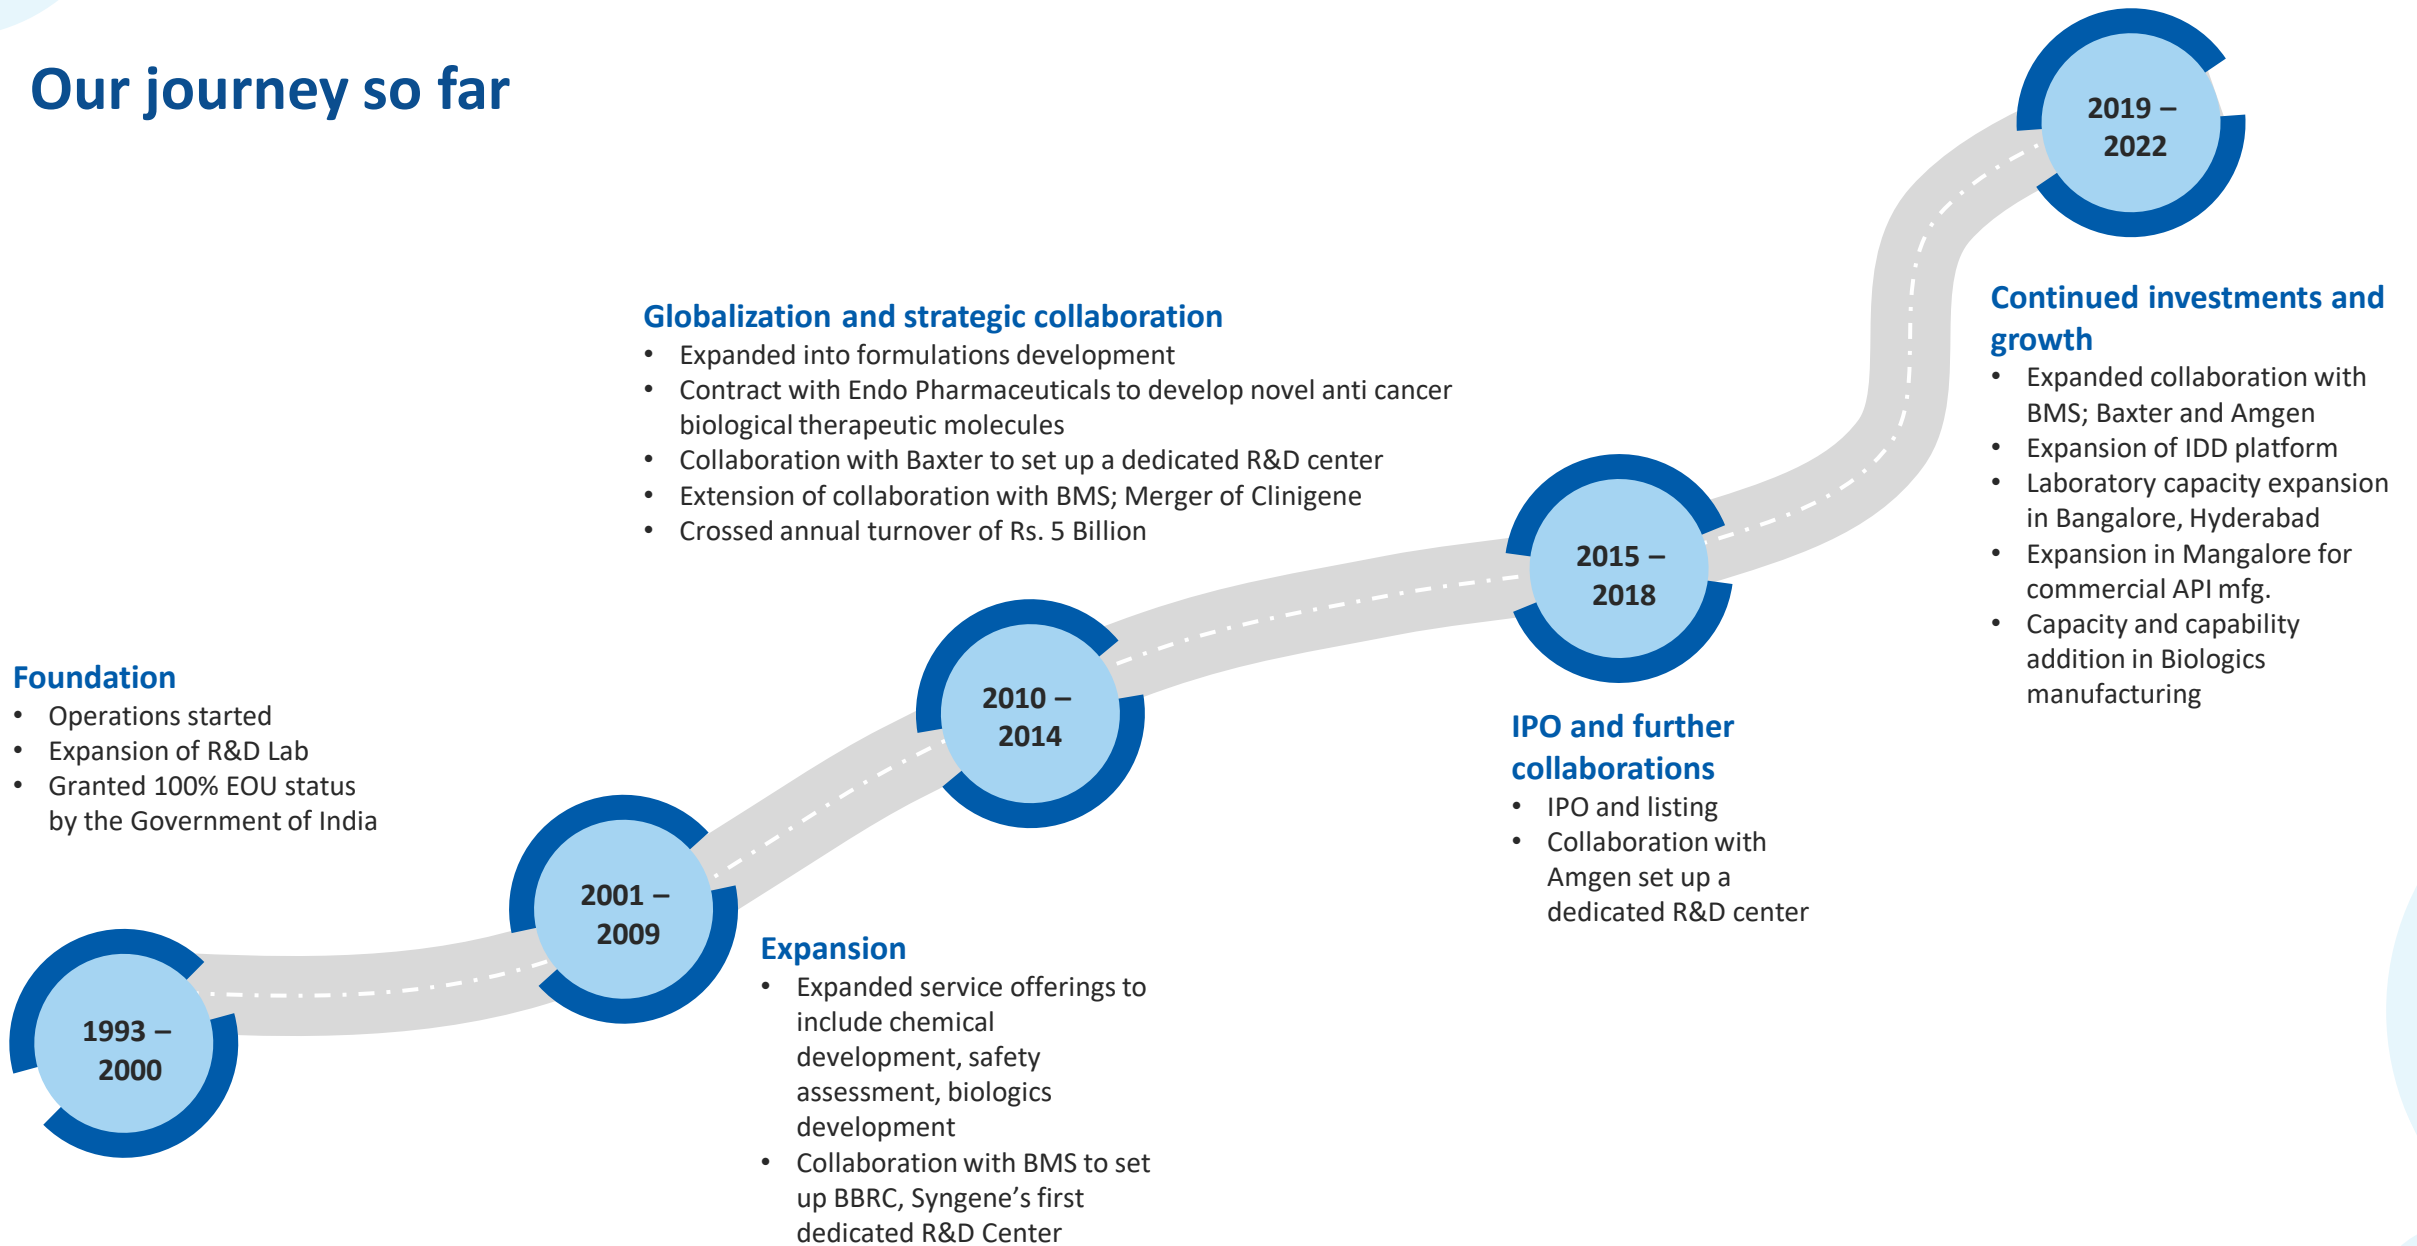 Our journey so far
1993 –
2000
Foundation
• Operations started
• Expansion of R&D Lab
• Granted 100% EOU status
by the Government of India
2001 –
2009
Expansion
• Expanded service offerings to
include chemical
development, safety
assessment, biologics
development
• Collaboration with BMS to set
up BBRC, Syngene’s first
dedicated R&D Center
2010 –
2014
Globalization and strategic collaboration
• Expanded into formulations development
• Contract with Endo Pharmaceuticals to develop novel anti cancer
biological therapeutic molecules
• Collaboration with Baxter to set up a dedicated R&D center
• Extension of collaboration with BMS; Merger of Clinigene
• Crossed annual turnover of Rs. 5 Billion
2015 –
2018
IPO and further
collaborations
• IPO and listing
• Collaboration with
Amgen set up a
dedicated R&D center
2019 –
2022
Continued investments and
growth
• Expanded collaboration with
BMS; Baxter and Amgen
• Expansion of IDD platform
• Laboratory capacity expansion
in Bangalore, Hyderabad
• Expansion in Mangalore for
commercial API mfg.
• Capacity and capability
addition in Biologics
manufacturing